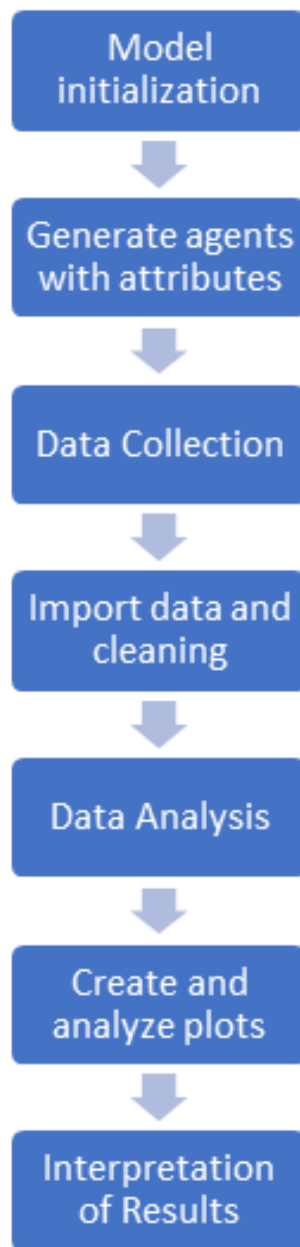 Model
initialization
Generate agents
with attributes
Data Collection
Import data and
cleaning
Data Analysis
Create and
analyze plots
Interpretation
of Results